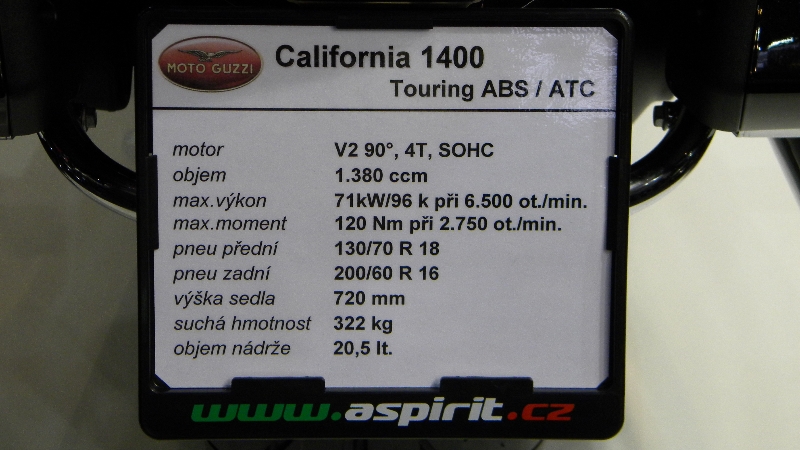 MOTO GUZZI
California 1400
Touring ABS / ATC
motor V2 90°, 4T, SOHC
objem 1.380 ccm
max.výkon 71kW/96 k při 6.500 ot./min.
max.moment 120 Nm při 2.750 ot./min.
pneu přední 130/70 R 18
pneu zadní 200/60 R 16
výška sedla 720 mm
suchá hmotnost 322 kg
objem nádrže 20,5 lt.
www.aspirit.cz